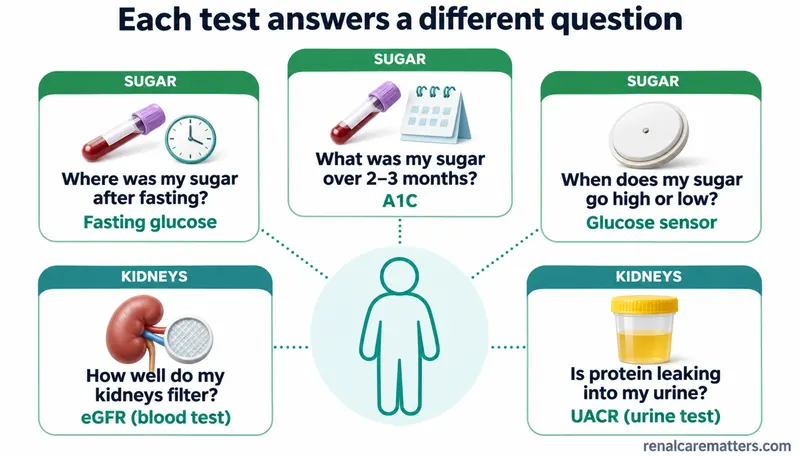 Each test answers a different question
SUGAR
Where was my sugar
after fasting?
Fasting glucose
SUGAR
What was my sugar
over 2–3 months?
A1C
SUGAR
When does my sugar
go high or low?
Glucose sensor
KIDNEYS
How well do my
kidneys filter?
eGFR (blood test)
KIDNEYS
Is protein leaking
into my urine?
UACR (urine test)
renalcarematters.com